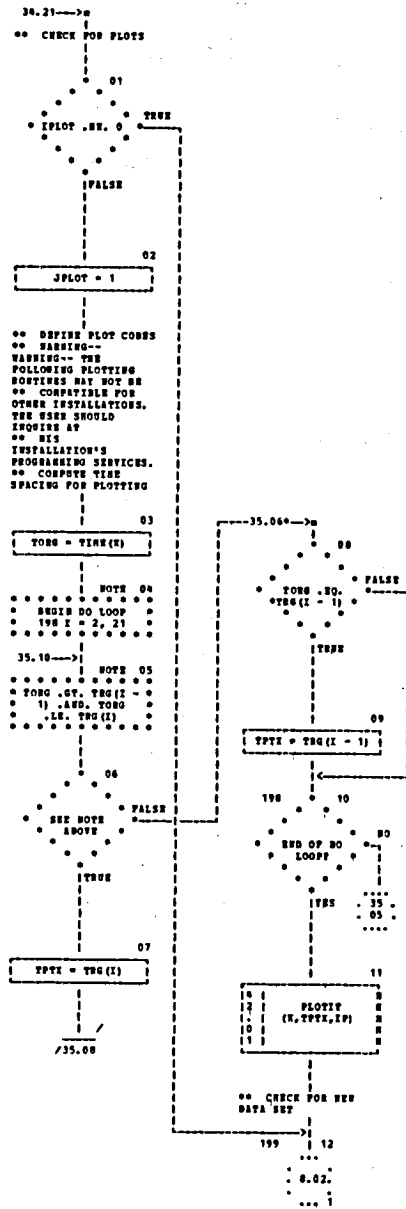 34.21--->*
** CHECK FOR PLOTS
01
IPLOT .NE. 0
TRUE
FALSE
02
JPLOT = 1
** DEFINE PLOT CODES
** WARNING--
WARNING-- THE
FOLLOWING PLOTTING
ROUTINES MAY NOT BE
** COMPATIBLE FOR
OTHER INSTALLATIONS.
THE USER SHOULD
INQUIRE AT
** HIS
INSTALLATION'S
PROGRAMMING SERVICES.
** COMPUTE TIME
SPACING FOR PLOTTING
03
TORG = TIME(K)
NOTE 04
BEGIN DO LOOP
198 I = 2, 21
35.10--->
NOTE 05
TORG .GT. TRG(I -
1) .AND. TORG
.LE. TRG(I)
06
SEE NOTE
ABOVE
FALSE
TRUE
07
TPTX = TRG(I)
/35.08
35.06*--->*
08
TORG .EQ.
TRG(I - 1)
FALSE
TRUE
09
TPTX = TRG(I - 1)
198 10
END OF DO
LOOP?
NO
YES
35
05
11
PLOTIT
(K,TPTX,IP)
** CHECK FOR NEW
DATA SET
199 12
8.02.
1